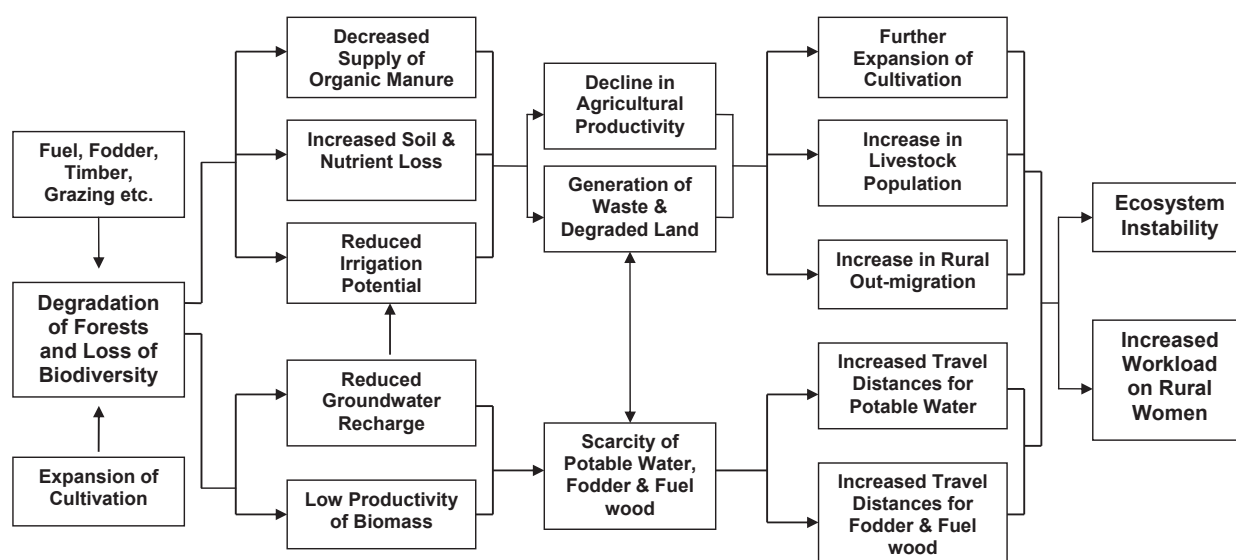 Fuel, Fodder,
Timber,
Grazing etc.
Degradation
of Forests
and Loss of
Biodiversity
Expansion of
Cultivation
Decreased
Supply of
Organic Manure
Increased Soil &
Nutrient Loss
Reduced
Irrigation
Potential
Reduced
Groundwater
Recharge
Low Productivity
of Biomass
Decline in
Agricultural
Productivity
Generation of
Waste &
Degraded Land
Scarcity of
Potable Water,
Fodder & Fuel
wood
Further
Expansion of
Cultivation
Increase in
Livestock
Population
Increase in Rural
Out-migration
Increased Travel
Distances for
Potable Water
Increased Travel
Distances for
Fodder & Fuel
wood
Ecosystem
Instability
Increased
Workload
on Rural
Women